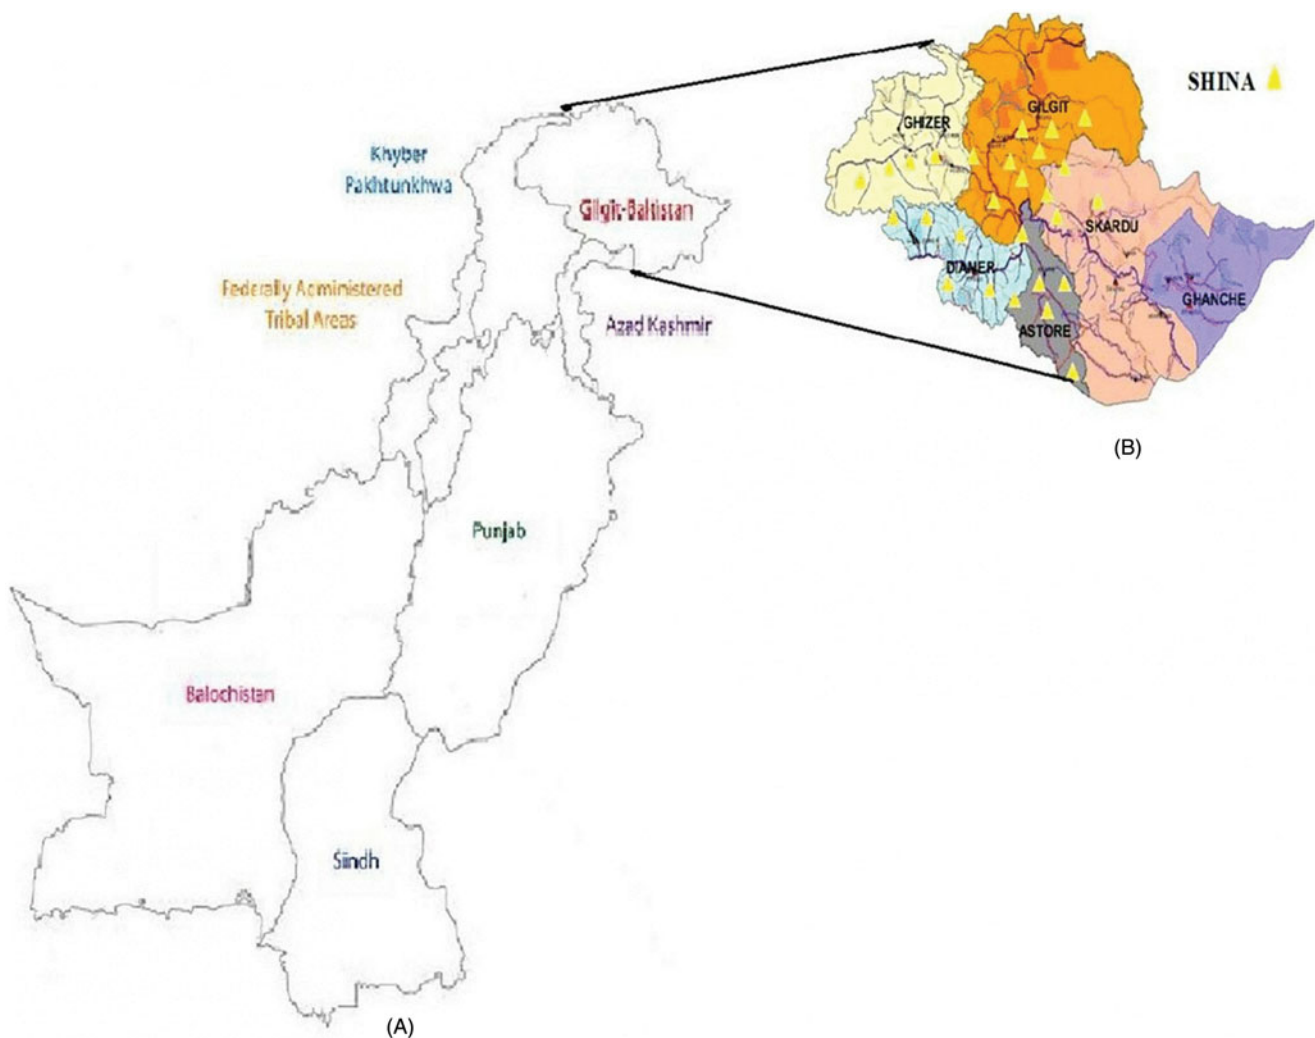 SHINA
GILGIT
GHIZER
Khyber
Pakhtunkhwa
Gilgit-Baltistan
SKARDU
DIAMER
Federally Administered
Tribal Areas
GHANCHE
Azad Kashmir
ASTORE
(B)
Punjab
Balochistan
Sindh
(A)